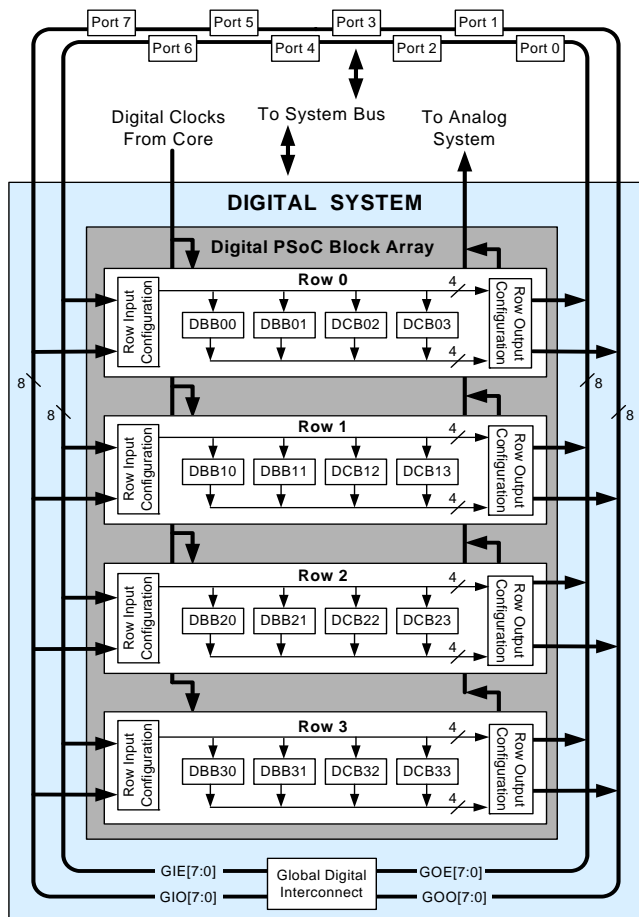 Port 7
Port 5
Port 3
Port 1
Port 6
Port 4
Port 2
Port 0
Digital Clocks
From Core
To System Bus
To Analog
System
DIGITAL SYSTEM
Digital PSoC Block Array
Row Input
Configuration
Row 0
4
DBB00
DBB01
DCB02
DCB03
4
Row Output
Configuration
8
8
8
8
Row Input
Configuration
Row 1
4
DBB10
DBB11
DCB12
DCB13
4
Row Output
Configuration
Row Input
Configuration
Row 2
4
DBB20
DBB21
DCB22
DCB23
4
Row Output
Configuration
Row Input
Configuration
Row 3
4
DBB30
DBB31
DCB32
DCB33
4
Row Output
Configuration
GIE[7:0]
GIO[7:0]
Global Digital
Interconnect
GOE[7:0]
GOO[7:0]